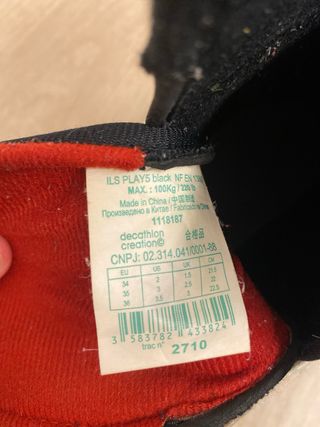 ILS PLAY5 black NF EN
MAX. : 100Kg / 220 lb
Made in China / 中国制造
Произведено в Китае / Fabricado na China
1118187
decathlon 合格品
creation©
CNPJ: 02.314.041/0001-88
EU US UK CM
34 2 1 21.5
35 3 2.5 22
36 3.5 3 22.5
3 583782 433824
trac n° 2710